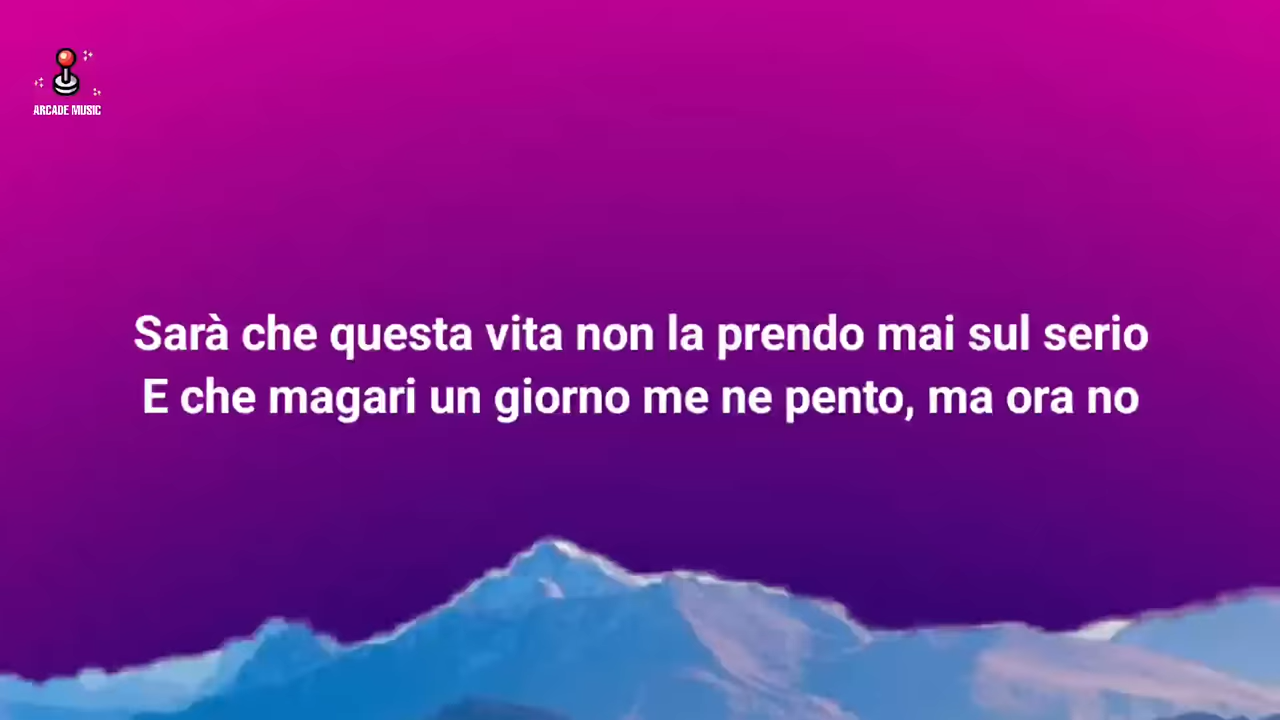 ARCADE MUSIC
Sarà che questa vita non la prendo mai sul serio
E che magari un giorno me ne pento, ma ora no